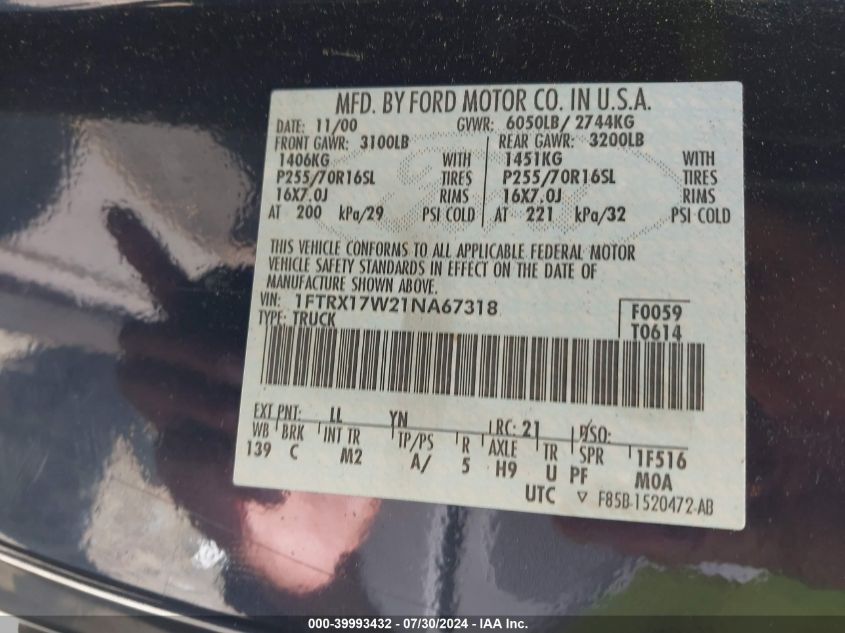 MFD. BY FORD MOTOR CO. IN U.S.A.
DATE: 11/00 GVWR: 6050LB/ 2744KG
FRONT GAWR: 3100LB REAR GAWR: 3200LB
1406KG WITH 1451KG WITH
P255/70R16SL TIRES P255/70R16SL TIRES
16X7.0J RIMS 16X7.0J RIMS
AT 200 kPa/29 PSI COLD AT 221 kPa/32 PSI COLD
THIS VEHICLE CONFORMS TO ALL APPLICABLE FEDERAL MOTOR
VEHICLE SAFETY STANDARDS IN EFFECT ON THE DATE OF
MANUFACTURE SHOWN ABOVE.
VIN: 1FTRX17W21NA67318 F0059
TYPE: TRUCK T0614
EXT PNT: LL YN RC: 21 P/SO:
WB BRK INT TR TP/PS R AXLE TR SPR 1F516
139 C M2 A/ 5 H9 U PF M0A
UTC ▽ F85B-1520472-AB
000-39993432 - 07/30/2024 - IAA Inc.